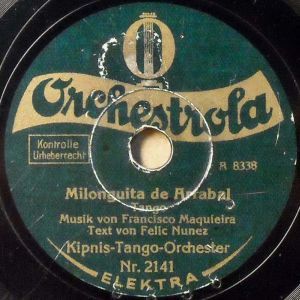 Orchestrola
Kontrolle
Urheberrecht
A 8338
Milonguita de Arrabal
Tango
Musik von Francisco Maquieira
Text von Felic Nunez
Kipnis-Tango-Orchester
Nr. 2141
ELEKTRA